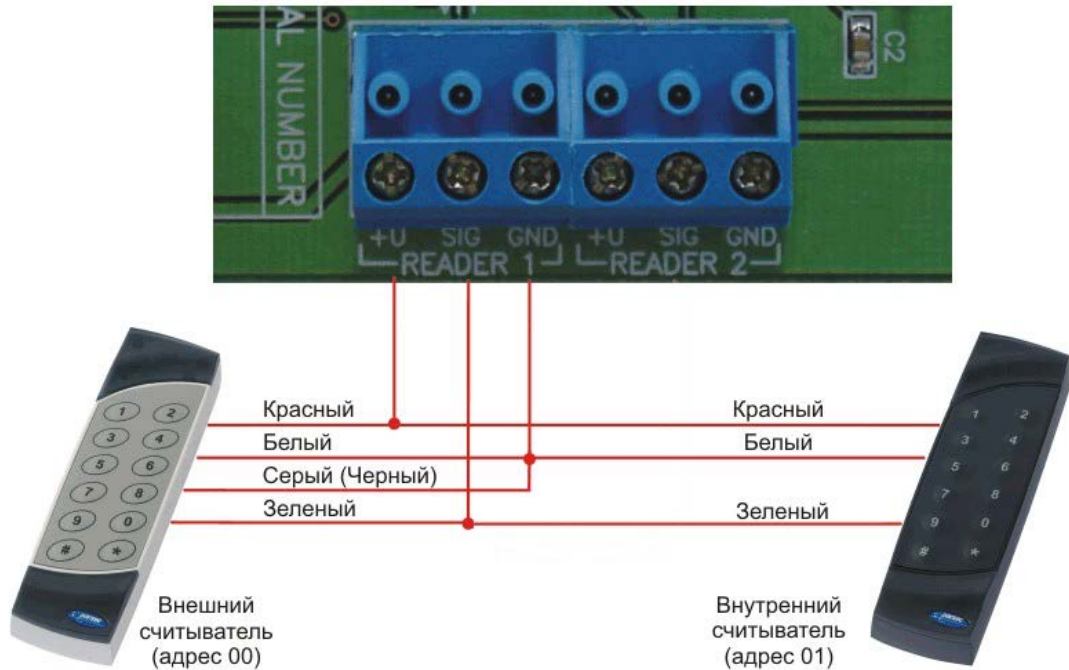 AL NUMBER
C2
+U SIG GND +U SIG GND
READER 1 READER 2
Красный Красный
Белый Белый
Серый (Черный)
Зеленый Зеленый
1 2
3 4
5 6
7 8
9 0
# *
1 2
3 4
5 6
7 8
9 0
# *
Внешний
считыватель
(адрес 00)
Внутренний
считыватель
(адрес 01)